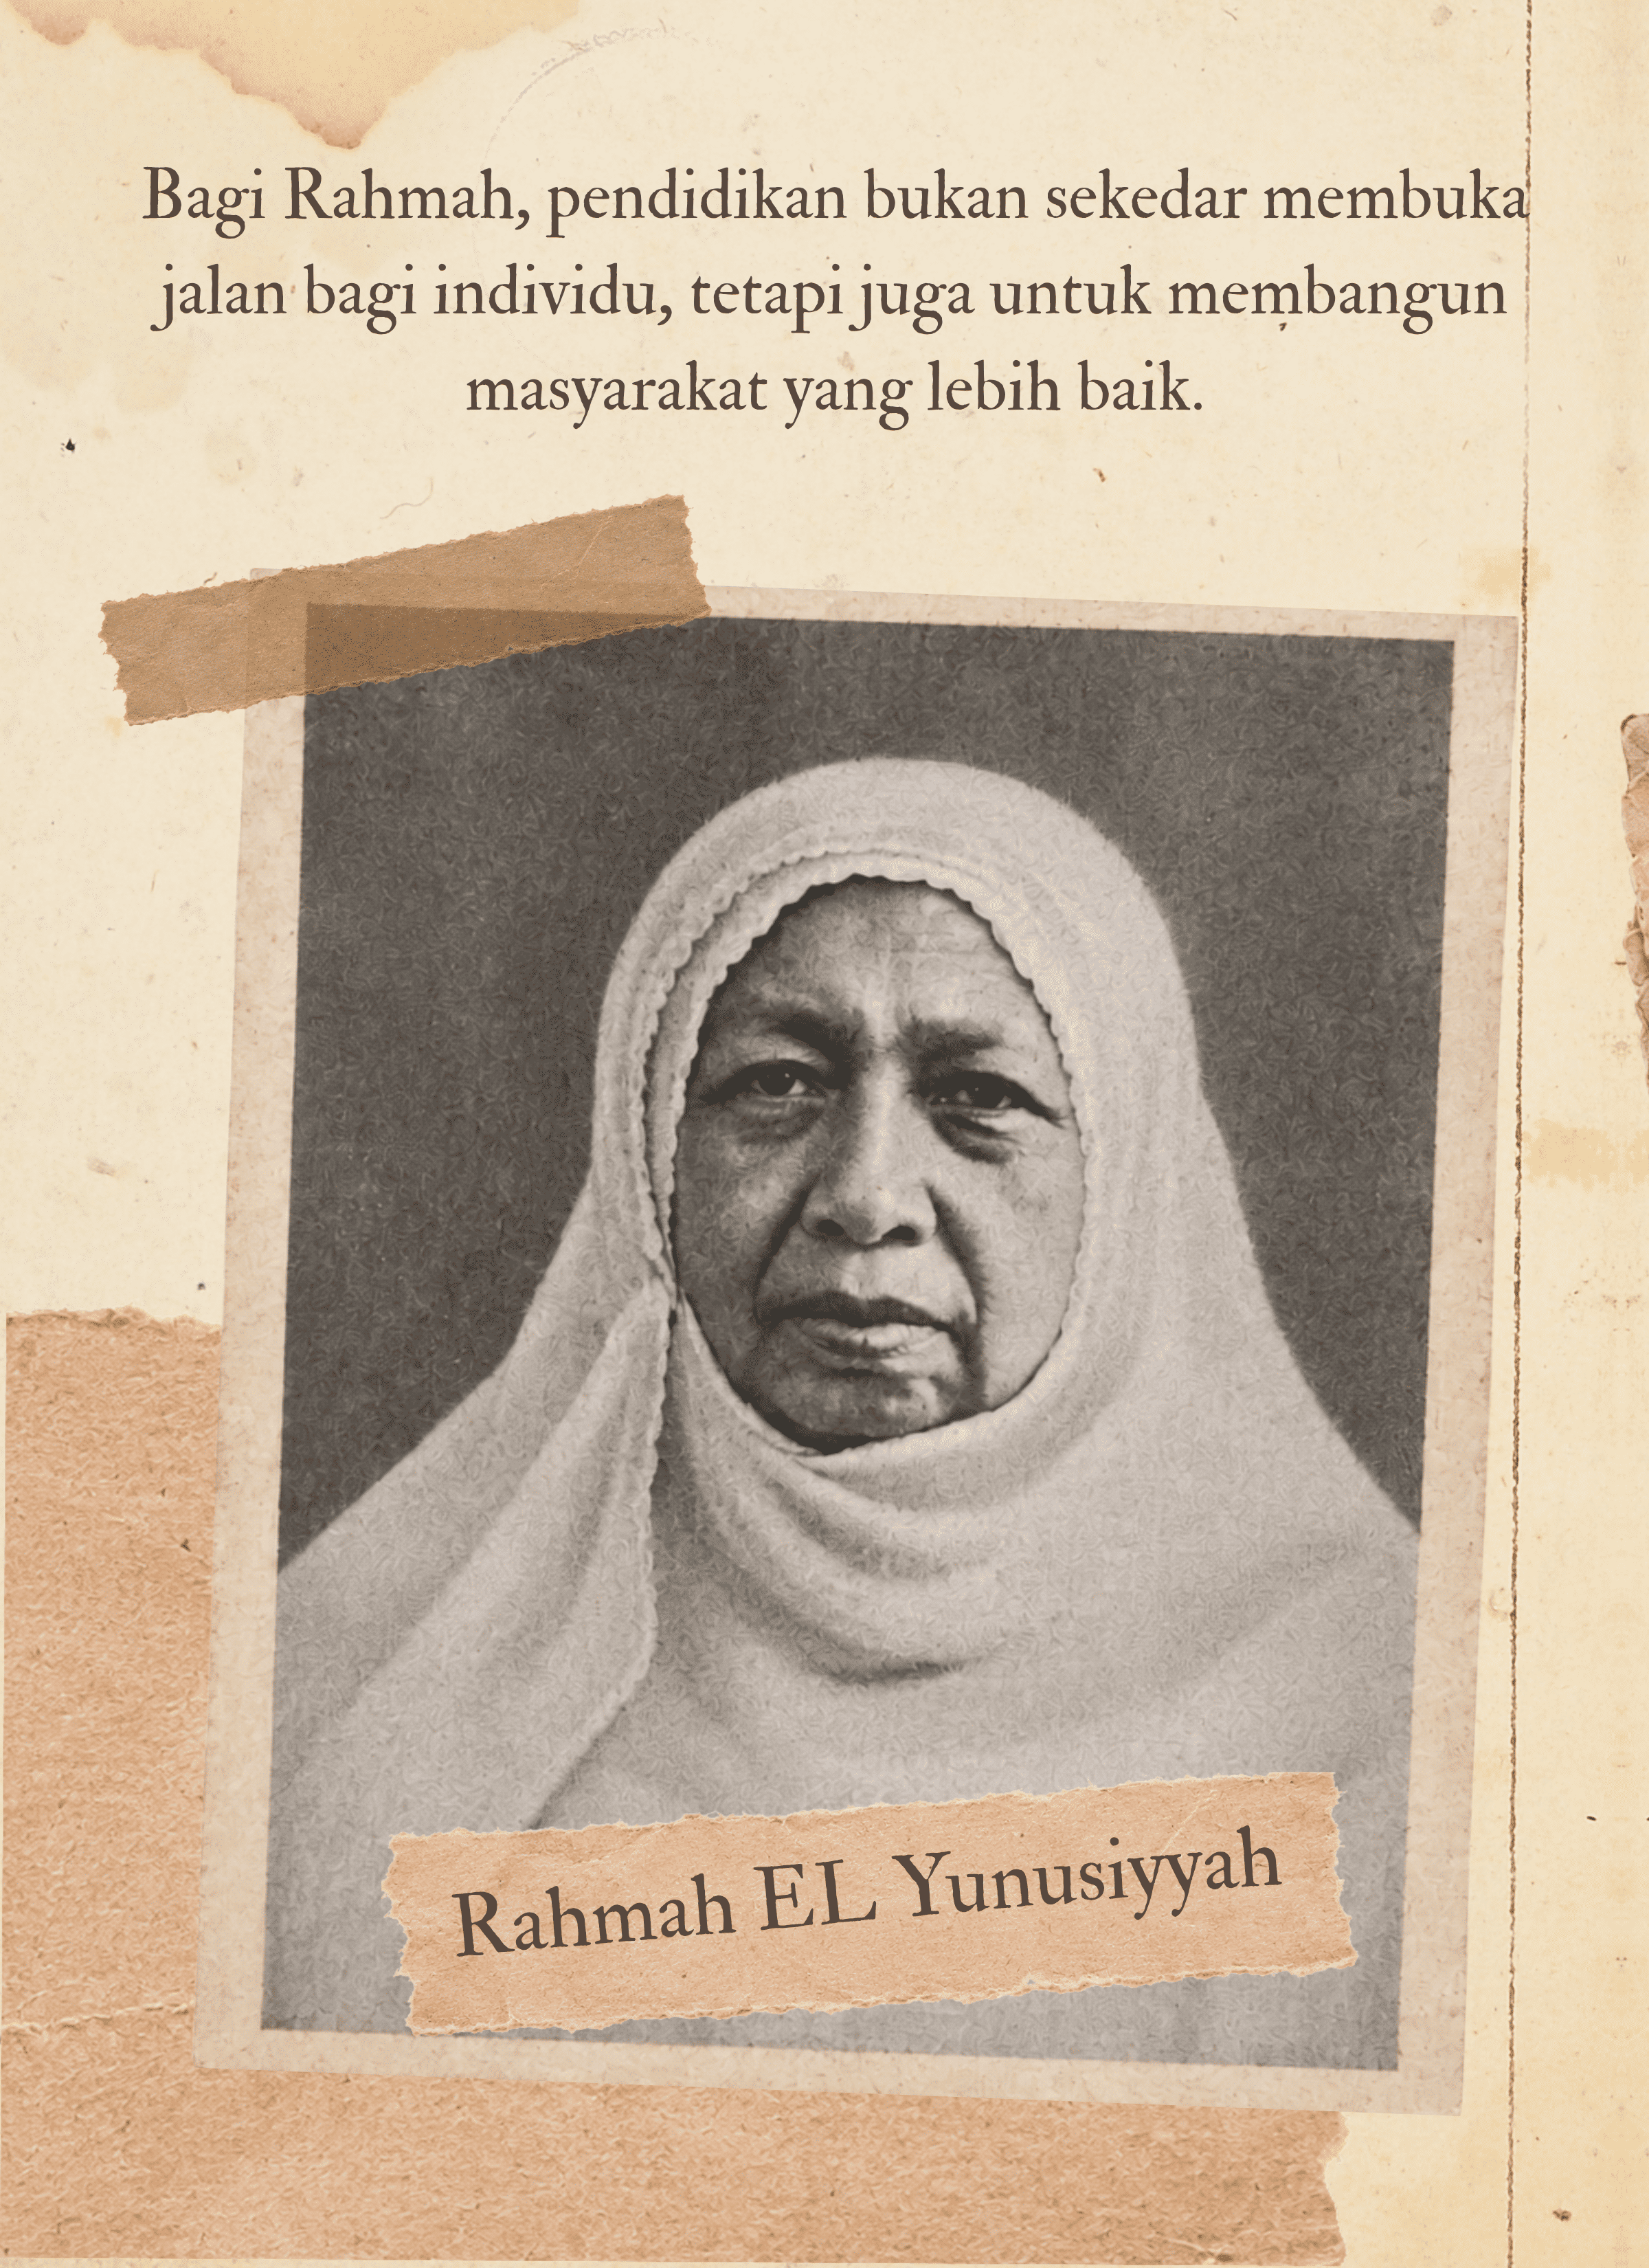 Bagi Rahmah, pendidikan bukan sekedar membuka
jalan bagi individu, tetapi juga untuk membangun
masyarakat yang lebih baik.
Rahmah EL Yunusiyyah